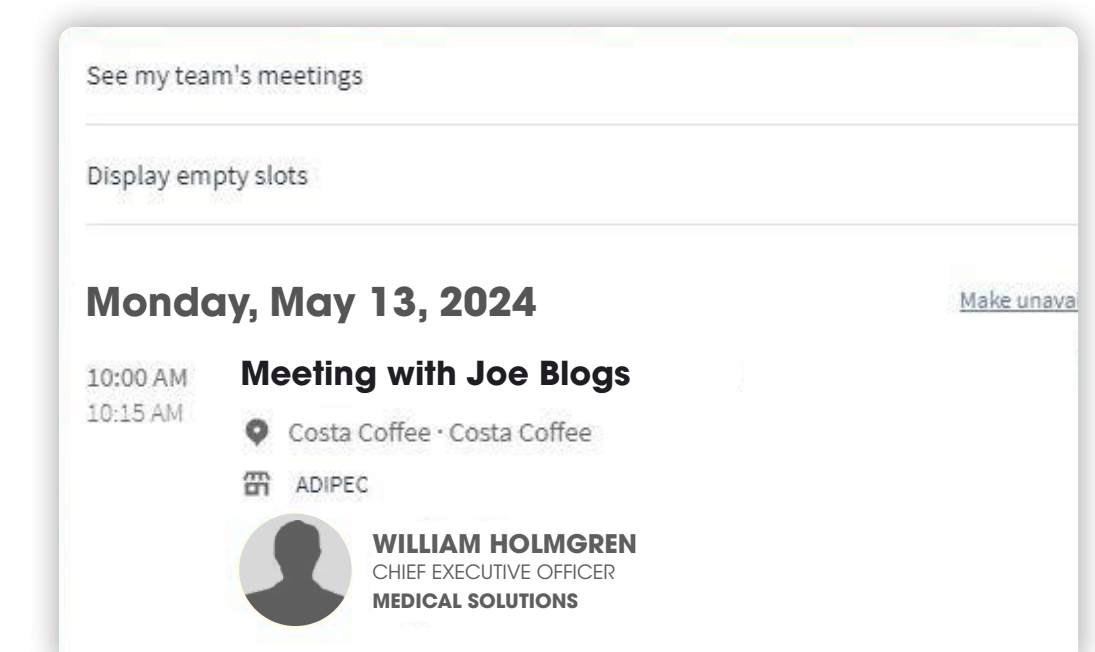 See my team's meetings
Display empty slots
Monday, May 13, 2024
Make unavai
10:00 AM
10:15 AM
Meeting with Joe Blogs
Costa Coffee · Costa Coffee
ADIPEC
WILLIAM HOLMGREN
CHIEF EXECUTIVE OFFICER
MEDICAL SOLUTIONS